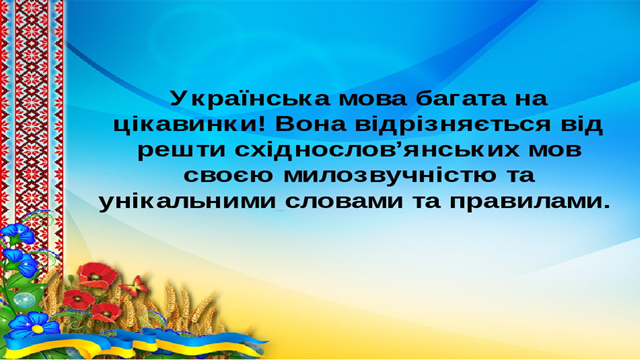 Українська мова багата на
цікавинки! Вона відрізняється від
решти східнослов’янських мов
своєю милозвучністю та
унікальними словами та правилами.